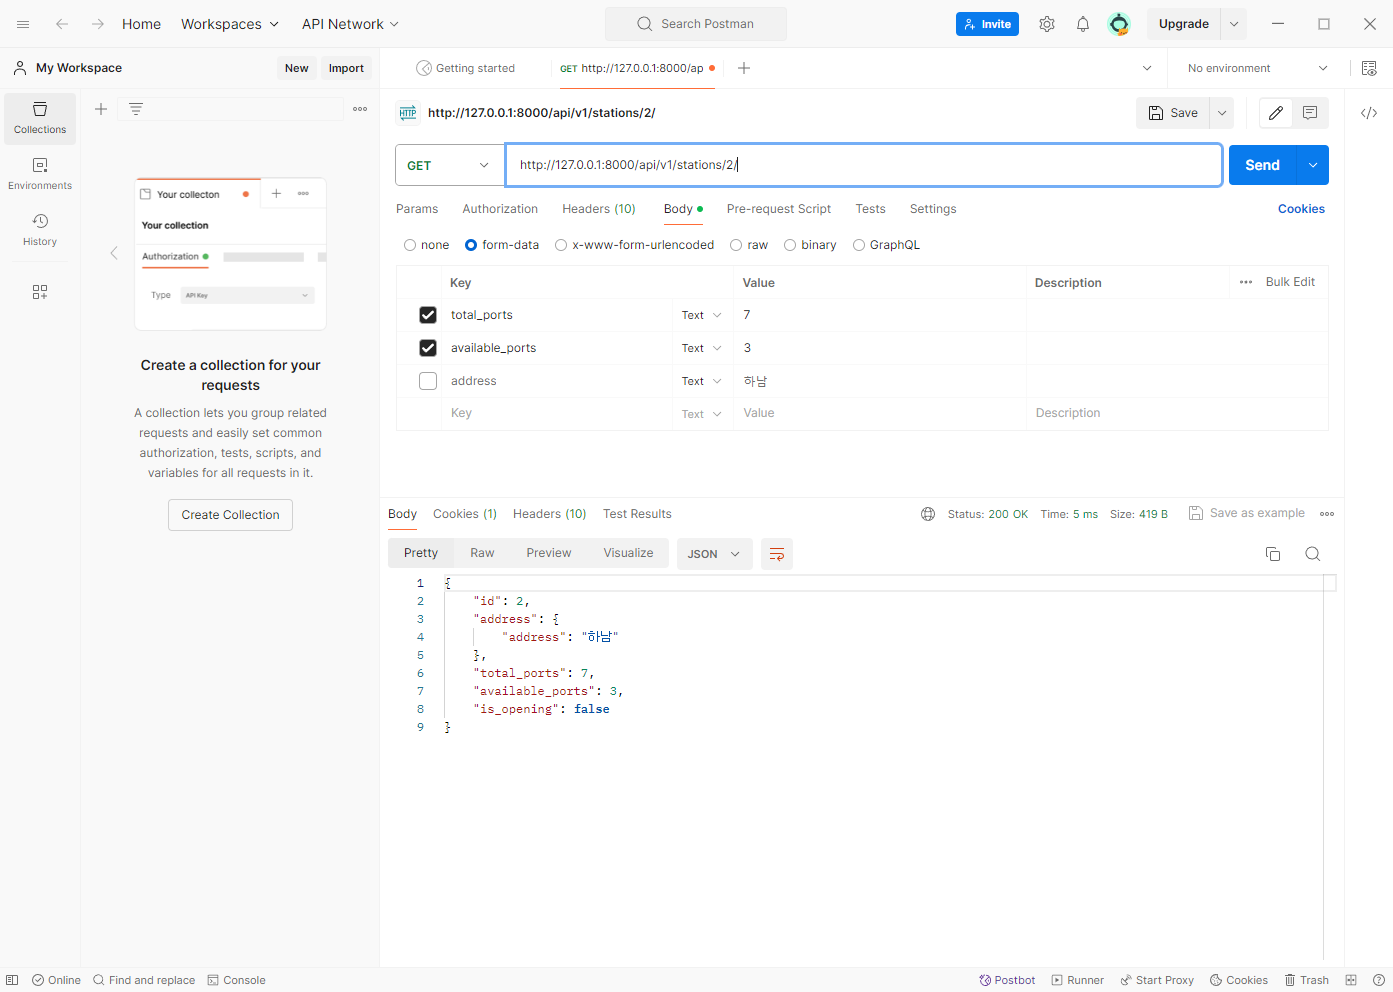 Home Workspaces API Network Search Postman Invite Upgrade
My Workspace New Import Getting started GET http://127.0.0.1:8000/ap No environment
Collections
Environments
History
Your collecton
Your collection
Authorization
Type API Key
Create a collection for your
requests
A collection lets you group related
requests and easily set common
authorization, tests, scripts, and
variables for all requests in it.
Create Collection
HTTP http://127.0.0.1:8000/api/v1/stations/2/ Save
GET http://127.0.0.1:8000/api/v1/stations/2/ Send
Params Authorization Headers (10) Body Pre-request Script Tests Settings Cookies
none form-data x-www-form-urlencoded raw binary GraphQL
Key Value Description Bulk Edit
total_ports Text 7
available_ports Text 3
address Text 하남
Key Text Value Description
Body Cookies (1) Headers (10) Test Results Status: 200 OK Time: 5 ms Size: 419 B Save as example
Pretty Raw Preview Visualize JSON
1 {
2 "id": 2,
3 "address": {
4 "address": "하남"
5 },
6 "total_ports": 7,
7 "available_ports": 3,
8 "is_opening": false
9 }
Online Find and replace Console Postbot Runner Start Proxy Cookies Trash